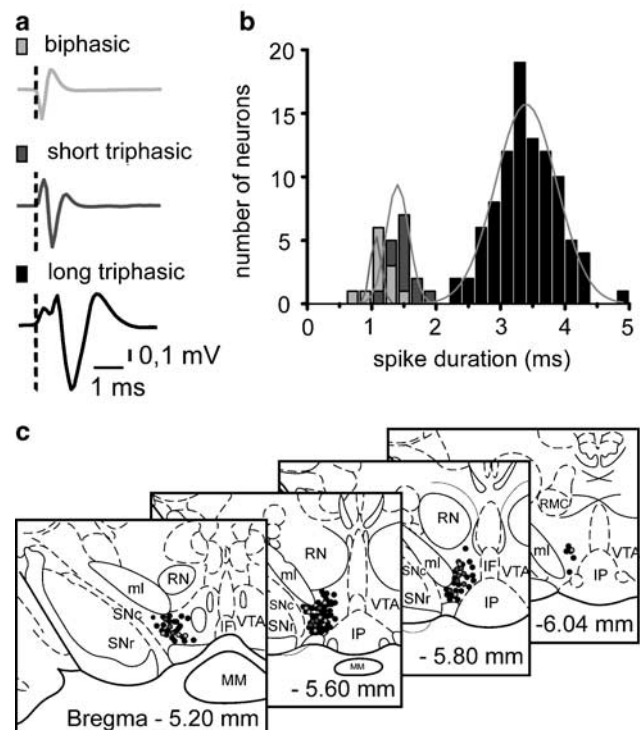 a
biphasic
short triphasic
long triphasic
0,1 mV
1 ms
b
number of neurons
20
15
10
5
0
0 1 2 3 4 5
spike duration (ms)
c
ml
RN
SNc
SNr
IF
VTA
MM
Bregma - 5.20 mm
RN
ml
SNc
SNr
VTA
IP
MM
- 5.60 mm
RN
ml
SNc
SNr
IF
VTA
IP
- 5.80 mm
RMC
ml
VTA
IP
-6.04 mm